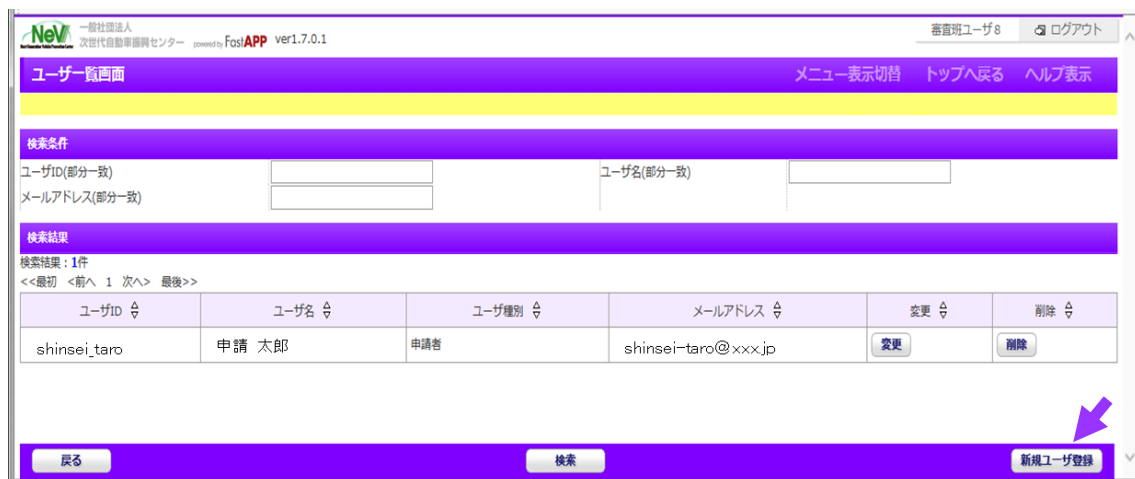 NeV 一般社団法人
次世代自動車振興センター powered by FastAPP ver1.7.0.1 審査班ユーザ8 ログアウト
ユーザ一覧画面 メニュー表示切替 トップへ戻る ヘルプ表示
検索条件
ユーザID(部分一致) ユーザ名(部分一致)
メールアドレス(部分一致)
検索結果
検索結果：1件
<<最初 <前へ 1 次へ> 最後>>
ユーザID ユーザ名 ユーザ種別 メールアドレス 変更 削除
shinsei_taro 申請 太郎 申請者 shinsei-taro@xxx.jp 変更 削除
戻る 検索 新規ユーザ登録